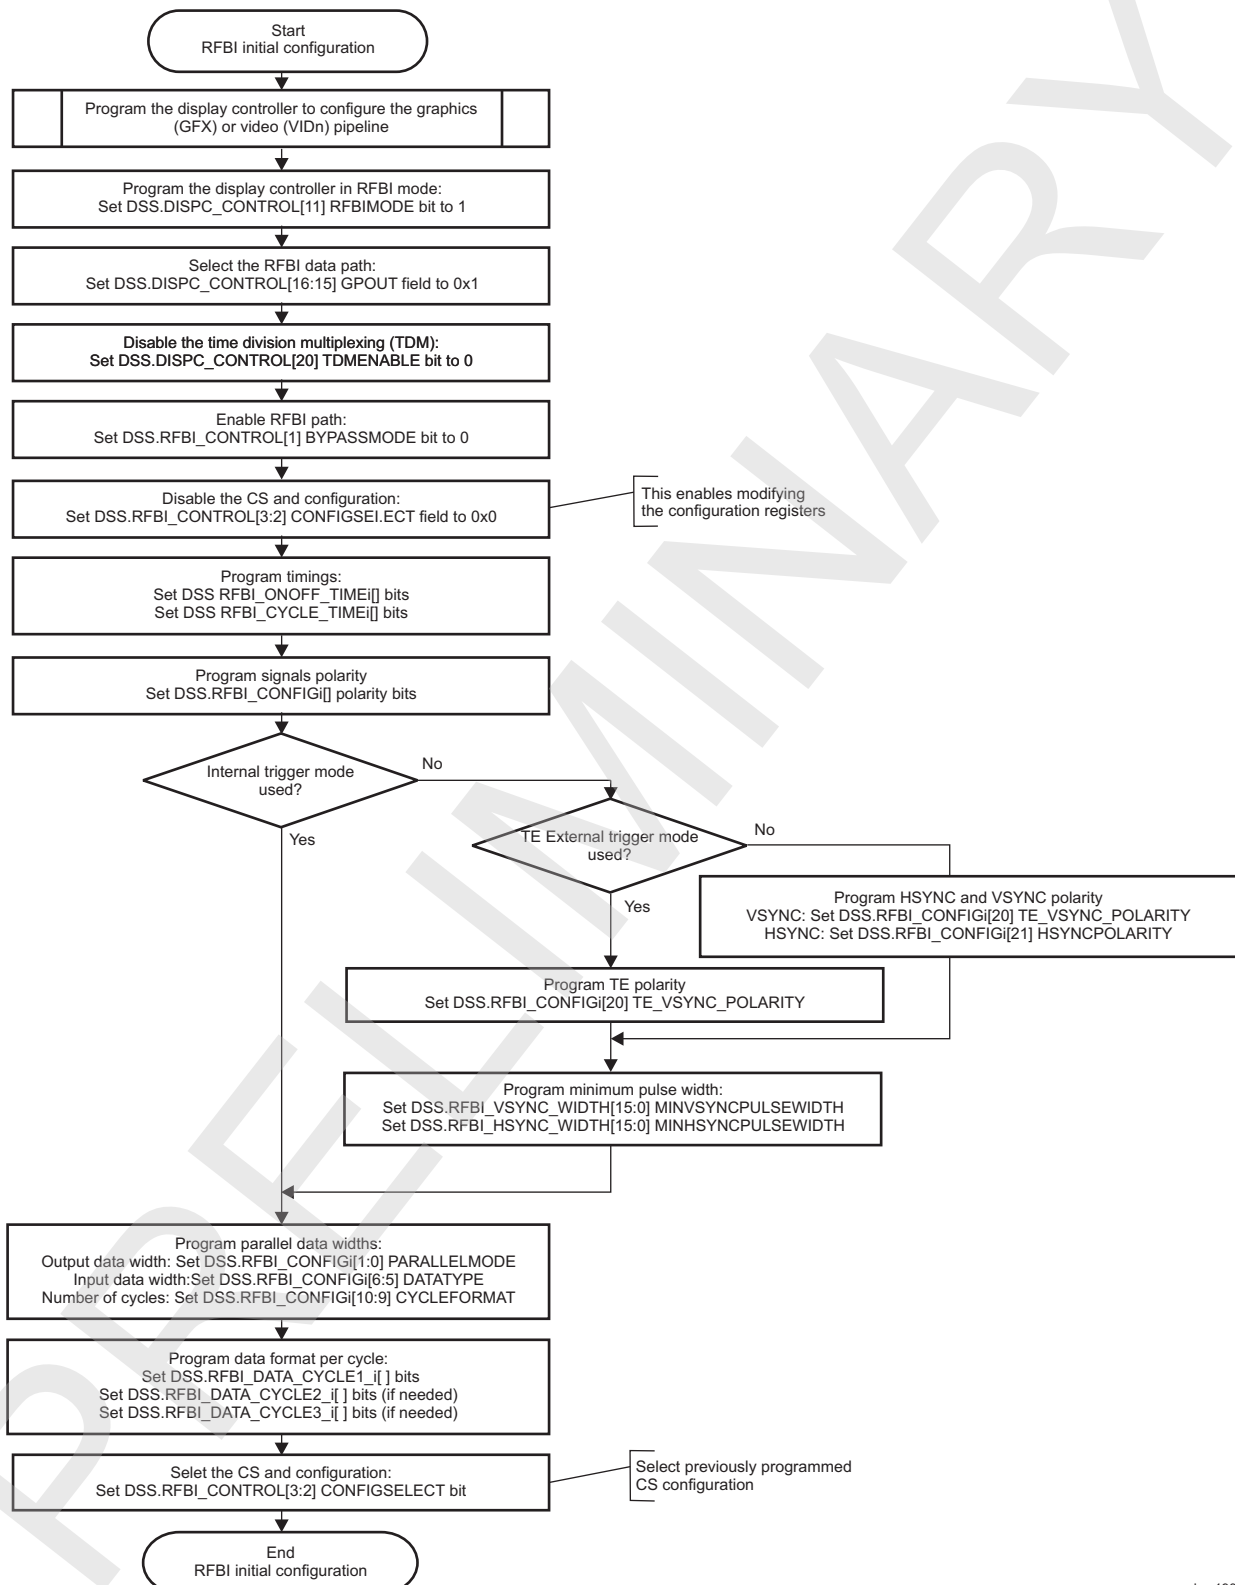 Start
RFBI initial configuration
Program the display controller to configure the graphics
(GFX) or video (VIDn) pipeline
Program the display controller in RFBI mode:
Set DSS.DISPC_CONTROL[11] RFBIMODE bit to 1
Select the RFBI data path:
Set DSS.DISPC_CONTROL[16:15] GPOUT field to 0x1
Disable the time division multiplexing (TDM):
Set DSS.DISPC_CONTROL[20] TDMENABLE bit to 0
Enable RFBI path:
Set DSS.RFBI_CONTROL[1] BYPASSMODE bit to 0
Disable the CS and configuration:
Set DSS.RFBI_CONTROL[3:2] CONFIGSEI.ECT field to 0x0
This enables modifying
the configuration registers
Program timings:
Set DSS RFBI_ONOFF_TIMEi[] bits
Set DSS RFBI_CYCLE_TIMEi[] bits
Program signals polarity
Set DSS.RFBI_CONFIGi[] polarity bits
Internal trigger mode
used?
No
Yes
TE External trigger mode
used?
No
Yes
Program HSYNC and VSYNC polarity
VSYNC: Set DSS.RFBI_CONFIGi[20] TE_VSYNC_POLARITY
HSYNC: Set DSS.RFBI_CONFIGi[21] HSYNCPOLARITY
Program TE polarity
Set DSS.RFBI_CONFIGi[20] TE_VSYNC_POLARITY
Program minimum pulse width:
Set DSS.RFBI_VSYNC_WIDTH[15:0] MINVSYNCPULSEWIDTH
Set DSS.RFBI_HSYNC_WIDTH[15:0] MINHSYNCPULSEWIDTH
Program parallel data widths:
Output data width: Set DSS.RFBI_CONFIGi[1:0] PARALLELMODE
Input data width:Set DSS.RFBI_CONFIGi[6:5] DATATYPE
Number of cycles: Set DSS.RFBI_CONFIGi[10:9] CYCLEFORMAT
Program data format per cycle:
Set DSS.RFBI_DATA_CYCLE1_i[ ] bits
Set DSS.RFBI_DATA_CYCLE2_i[ ] bits (if needed)
Set DSS.RFBI_DATA_CYCLE3_i[ ] bits (if needed)
Selet the CS and configuration:
Set DSS.RFBI_CONTROL[3:2] CONFIGSELECT bit
Select previously programmed
CS configuration
End
RFBI initial configuration
PRELIMINARY